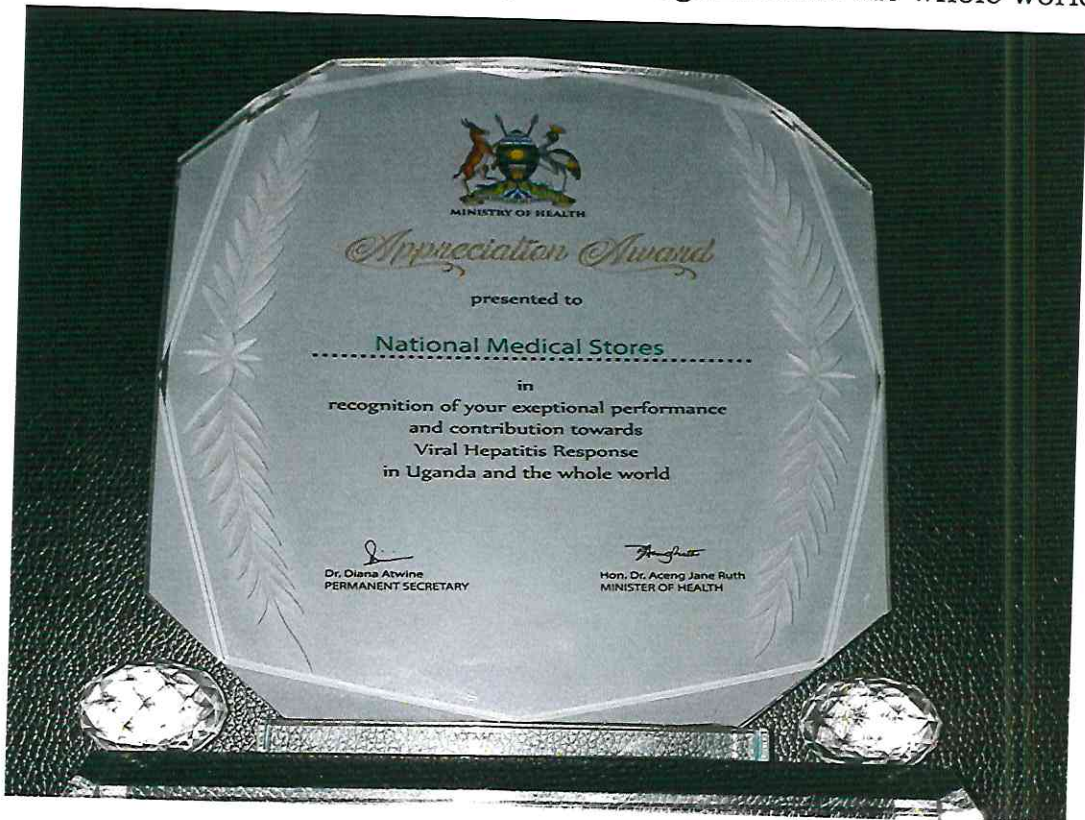 whole world
MINISTRY OF HEALTH
Appreciation Award
presented to
National Medical Stores
in
recognition of your exeptional performance
and contribution towards
Viral Hepatitis Response
in Uganda and the whole world
Dr. Diana Atwine
PERMANENT SECRETARY
Hon. Dr. Aceng Jane Ruth
MINISTER OF HEALTH